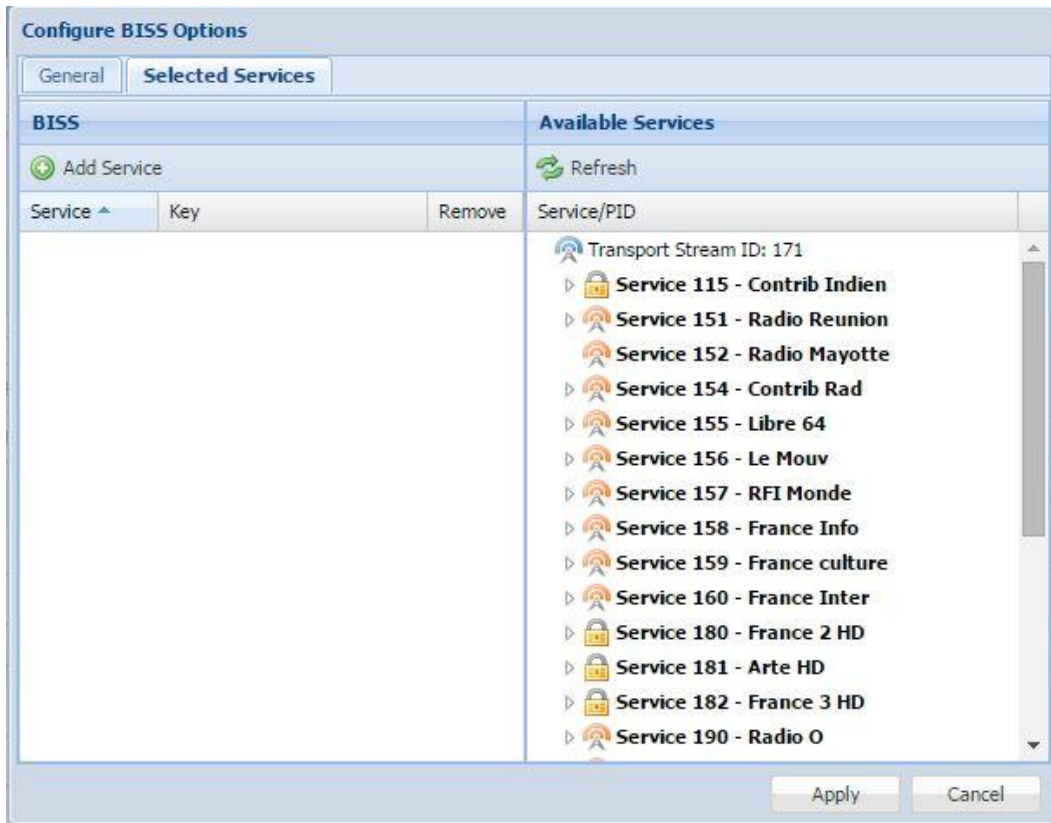 Configure BISS Options
General
Selected Services
BISS
Add Service
Service
Key
Remove
Available Services
Refresh
Service/PID
Transport Stream ID: 171
Service 115 - Contrib Indien
Service 151 - Radio Reunion
Service 152 - Radio Mayotte
Service 154 - Contrib Rad
Service 155 - Libre 64
Service 156 - Le Mouv
Service 157 - RFI Monde
Service 158 - France Info
Service 159 - France culture
Service 160 - France Inter
Service 180 - France 2 HD
Service 181 - Arte HD
Service 182 - France 3 HD
Service 190 - Radio O
Apply
Cancel